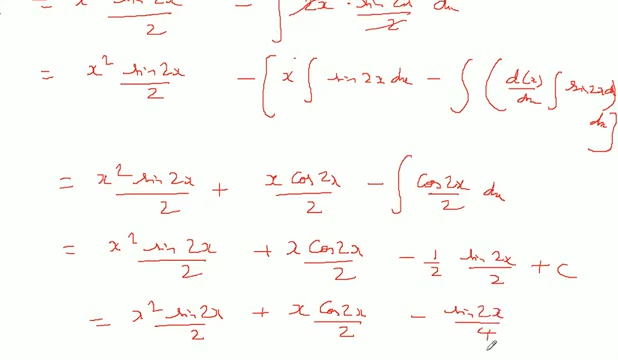 = x² sin2x/2 - ∫ 2x · sin2x/2 dx
= x² sin2x/2 - [ x ∫ sin2x dx - ∫ ( d(x)/dx ∫ sin2x dx ) dx ]
= x² sin2x/2 + x cos2x/2 - ∫ cos2x/2 dx
= x² sin2x/2 + x cos2x/2 - 1/2 sin2x/2 + C
= x² sin2x/2 + x cos2x/2 - sin2x/4